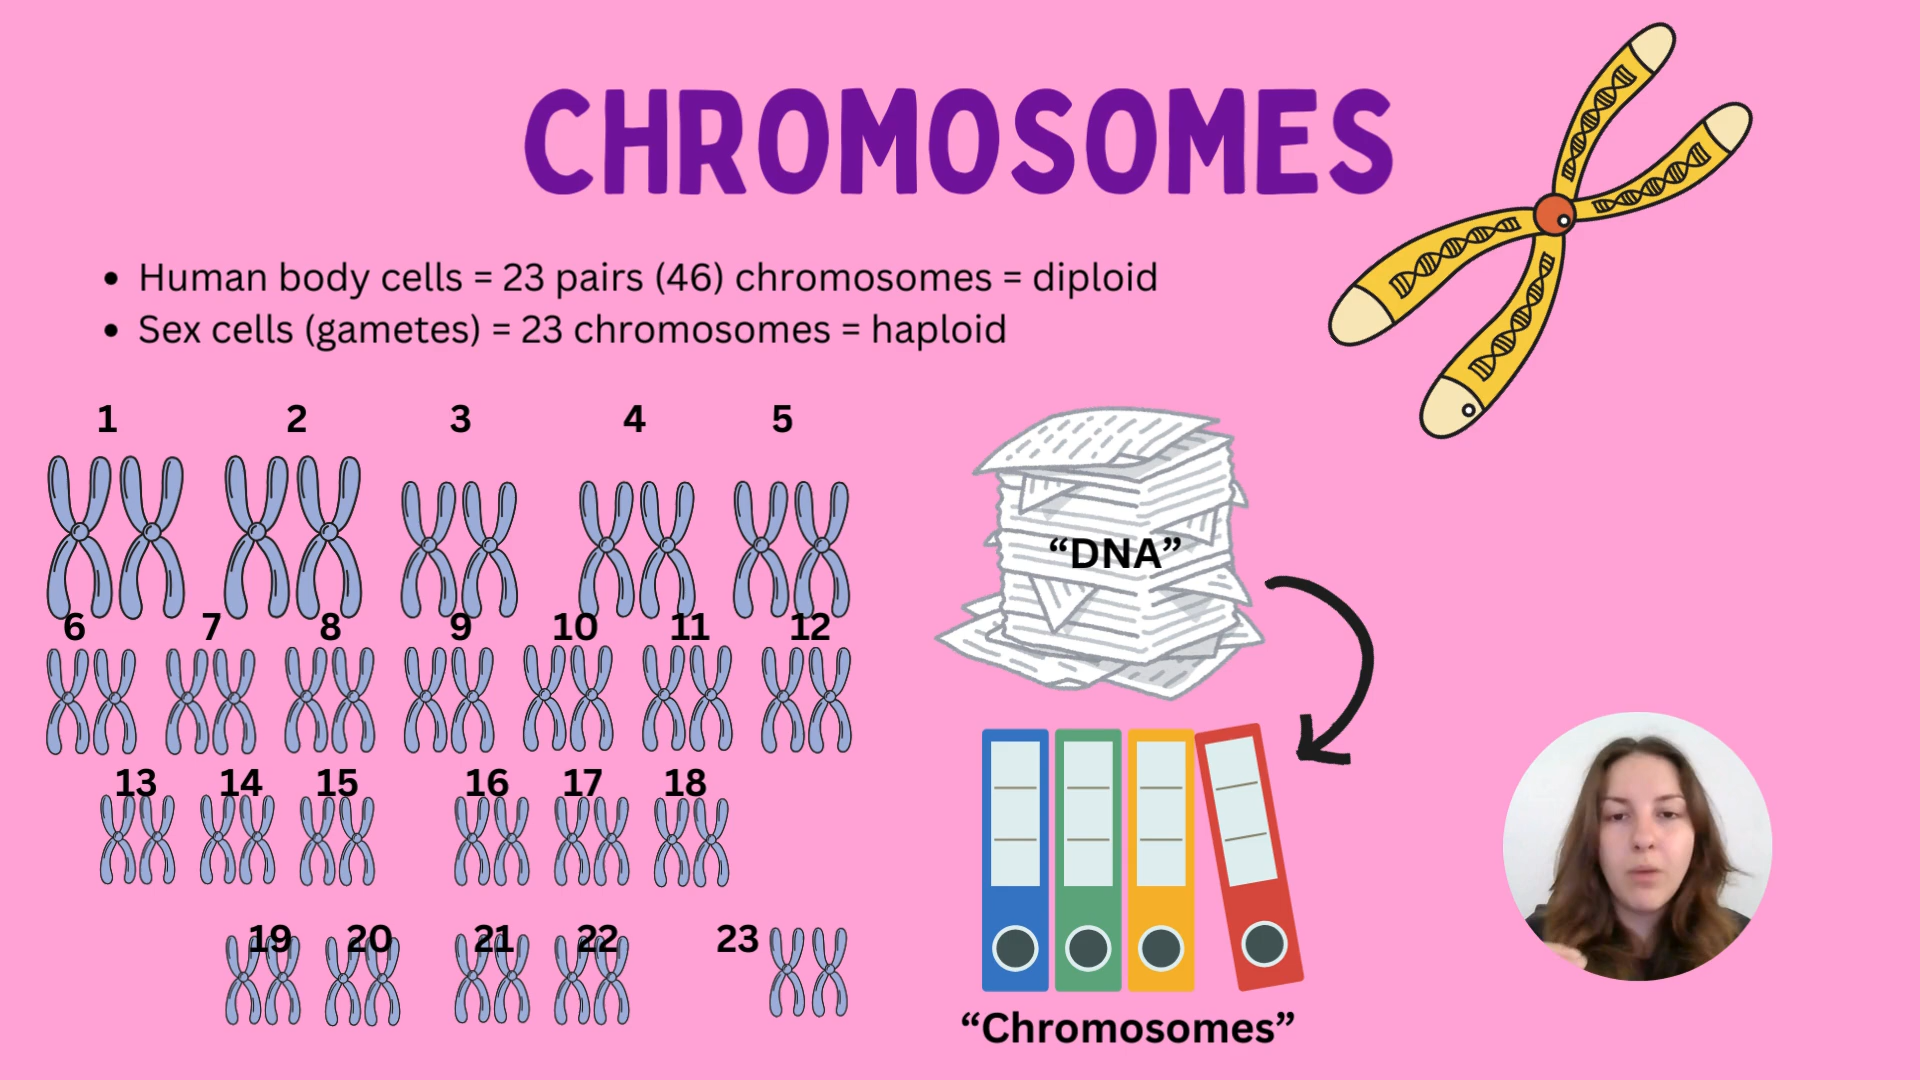 CHROMOSOMES
• Human body cells = 23 pairs (46) chromosomes = diploid
• Sex cells (gametes) = 23 chromosomes = haploid
1 2 3 4 5
6 7 8 9 10 11 12
13 14 15 16 17 18
19 20 21 22 23
“DNA”
“Chromosomes”